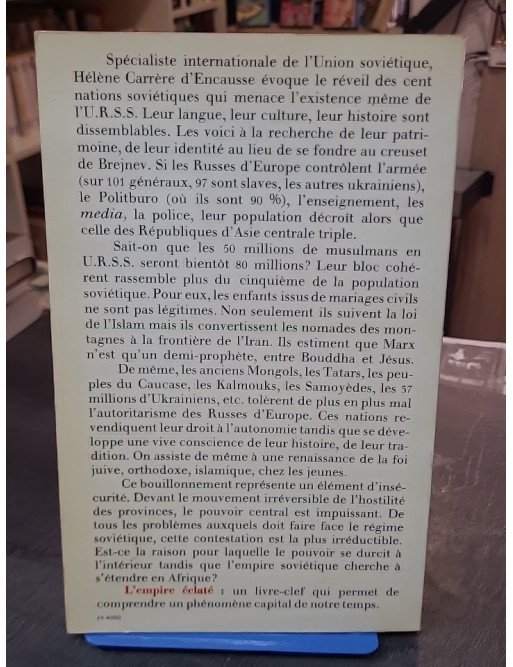 Spécialiste internationale de l'Union soviétique,
Hélène Carrère d'Encausse évoque le réveil des cent
nations soviétiques qui menace l'existence même de
l'U.R.S.S. Leur langue, leur culture, leur histoire sont
dissemblables. Les voici à la recherche de leur patri-
moine, de leur identité au lieu de se fondre au creuset
de Brejnev. Si les Russes d'Europe contrôlent l'armée
(sur 101 généraux, 97 sont slaves, les autres ukrainiens),
le Politburo (où ils sont 90 %), l'enseignement, les
media, la police, leur population décroît alors que
celle des Républiques d'Asie centrale triple.
Sait-on que les 50 millions de musulmans en
U.R.S.S. seront bientôt 80 millions? Leur bloc cohé-
rent rassemble plus du cinquième de la population
soviétique. Pour eux, les enfants issus de mariages civils
ne sont pas légitimes. Non seulement ils suivent la loi
de l'Islam mais ils convertissent les nomades des mon-
tagnes à la frontière de l'Iran. Ils estiment que Marx
n'est qu'un demi-prophète, entre Bouddha et Jésus.
De même, les anciens Mongols, les Tatars, les peu-
ples du Caucase, les Kalmouks, les Samoyèdes, les 37
millions d'Ukrainiens, etc. tolèrent de plus en plus mal
l'autoritarisme des Russes d'Europe. Ces nations re-
vendiquent leur droit à l'autonomie tandis que se déve-
loppe une vive conscience de leur histoire, de leur tra-
dition. On assiste de même à une renaissance de la foi
juive, orthodoxe, islamique, chez les jeunes.
Ce bouillonnement représente un élément d'insé-
curité. Devant le mouvement irréversible de l'hostilité
des provinces, le pouvoir central est impuissant. De
tous les problèmes auxquels doit faire face le régime
soviétique, cette contestation est la plus irréductible.
Est-ce la raison pour laquelle le pouvoir se durcit à
l'intérieur tandis que l'empire soviétique cherche à
s'étendre en Afrique?
L'empire éclaté : un livre-clef qui permet de
comprendre un phénomène capital de notre temps.